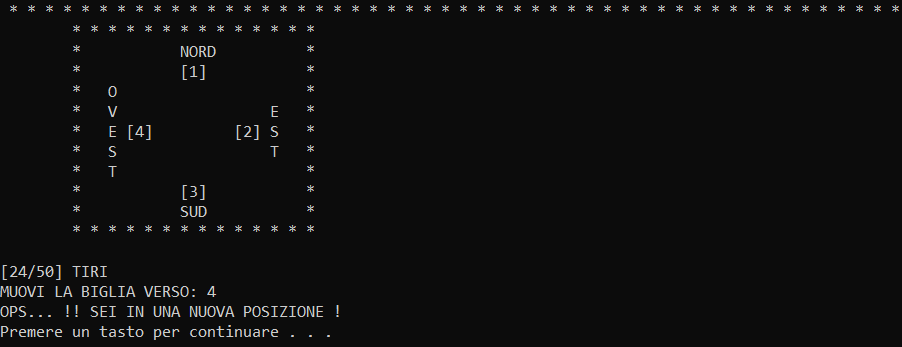 * * * * * * * * * * * * * * * * * * * * * * * * * * * * * * * * * * * * * * * * * * * * * * * * * *
* * * * * * * * * * * * * *
* NORD *
* [1] *
* O *
* V E *
* E [4] [2] S *
* S T *
* T *
* [3] *
* SUD *
* * * * * * * * * * * * * *
[24/50] TIRI
MUOVI LA BIGLIA VERSO: 4
OPS... !! SEI IN UNA NUOVA POSIZIONE !
Premere un tasto per continuare . . .